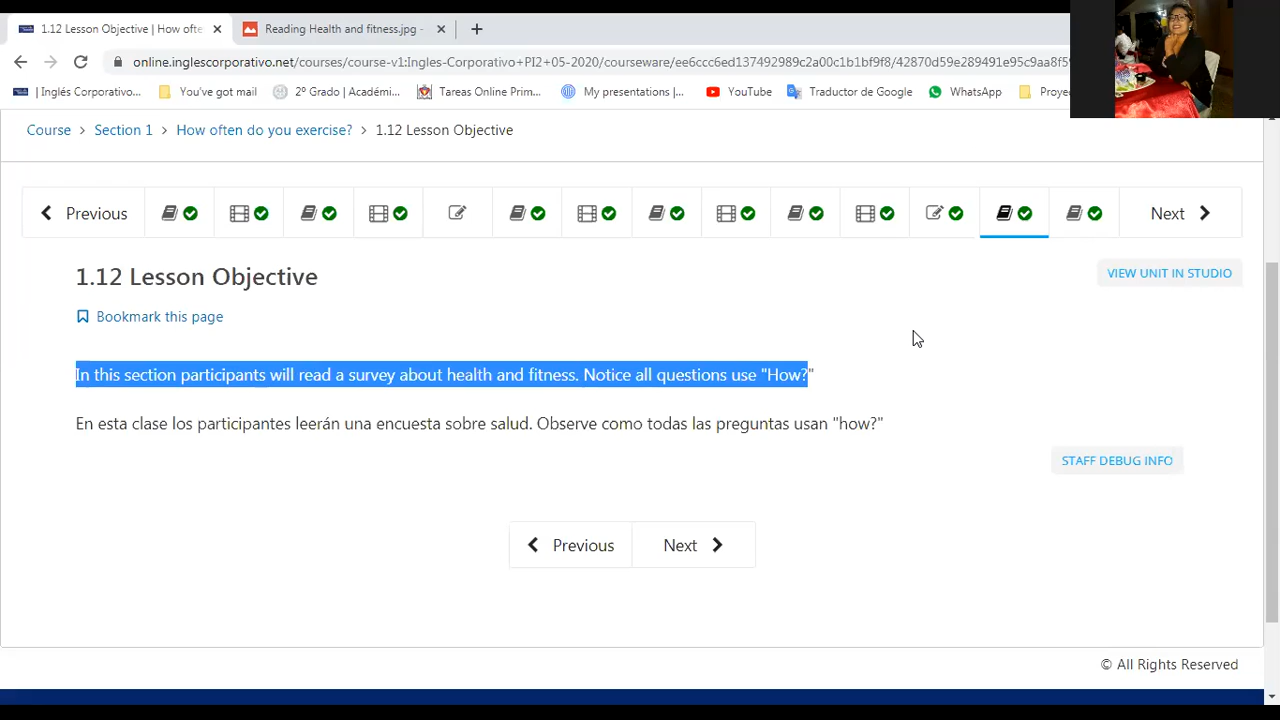 1.12 Lesson Objective | How ofte
Reading Health and fitness.jpg -
online.inglescorporativo.net/courses/course-v1:Ingles-Corporativo+PI2+05-2020/courseware/ee6ccc6ed137492989c2a00c1b1bf9f8/42870d59e289491e95c9aa8f5
| Inglés Corporativo... You've got mail 2º Grado | Académi... Tareas Online Prim... My presentations |... YouTube Traductor de Google WhatsApp Proye
Course > Section 1 > How often do you exercise? > 1.12 Lesson Objective
Previous Next
1.12 Lesson Objective
VIEW UNIT IN STUDIO
Bookmark this page
In this section participants will read a survey about health and fitness. Notice all questions use "How?"
En esta clase los participantes leerán una encuesta sobre salud. Observe como todas las preguntas usan "how?"
STAFF DEBUG INFO
Previous Next
© All Rights Reserved